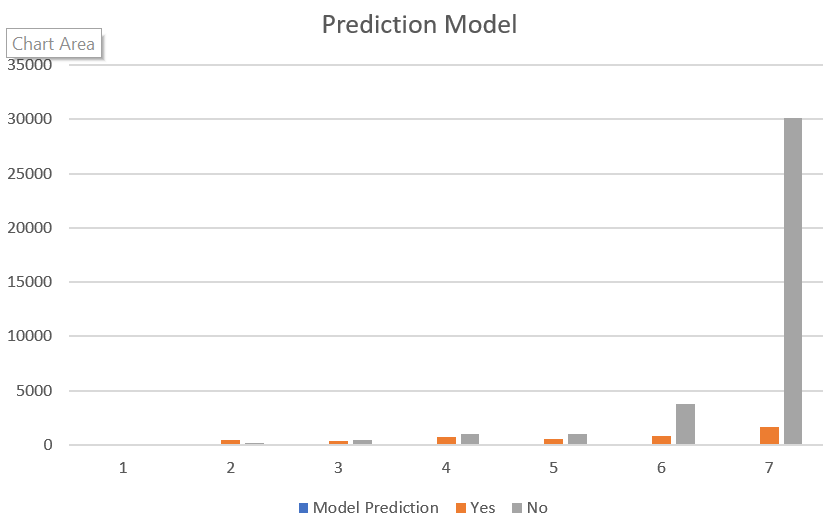 Prediction Model
Chart Area
35000
30000
25000
20000
15000
10000
5000
0
1 2 3 4 5 6 7
Model Prediction Yes No